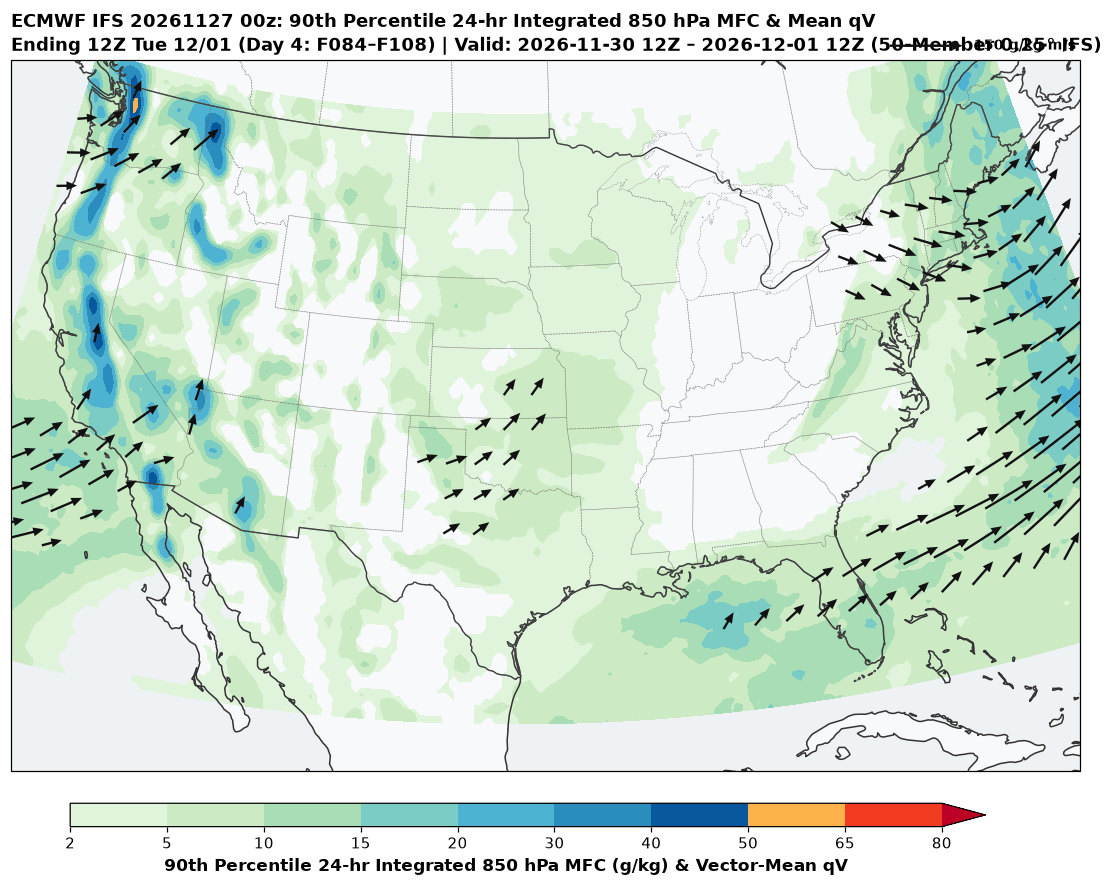 ECMWF IFS 20261127 00z: 90th Percentile 24-hr Integrated 850 hPa MFC & Mean qV
Ending 12Z Tue 12/01 (Day 4: F084–F108) | Valid: 2026-11-30 12Z – 2026-12-01 12Z (50-Member 0.25° IFS)
150 g/kg m/s
2 5 10 15 20 30 40 50 65 80
90th Percentile 24-hr Integrated 850 hPa MFC (g/kg) & Vector-Mean qV